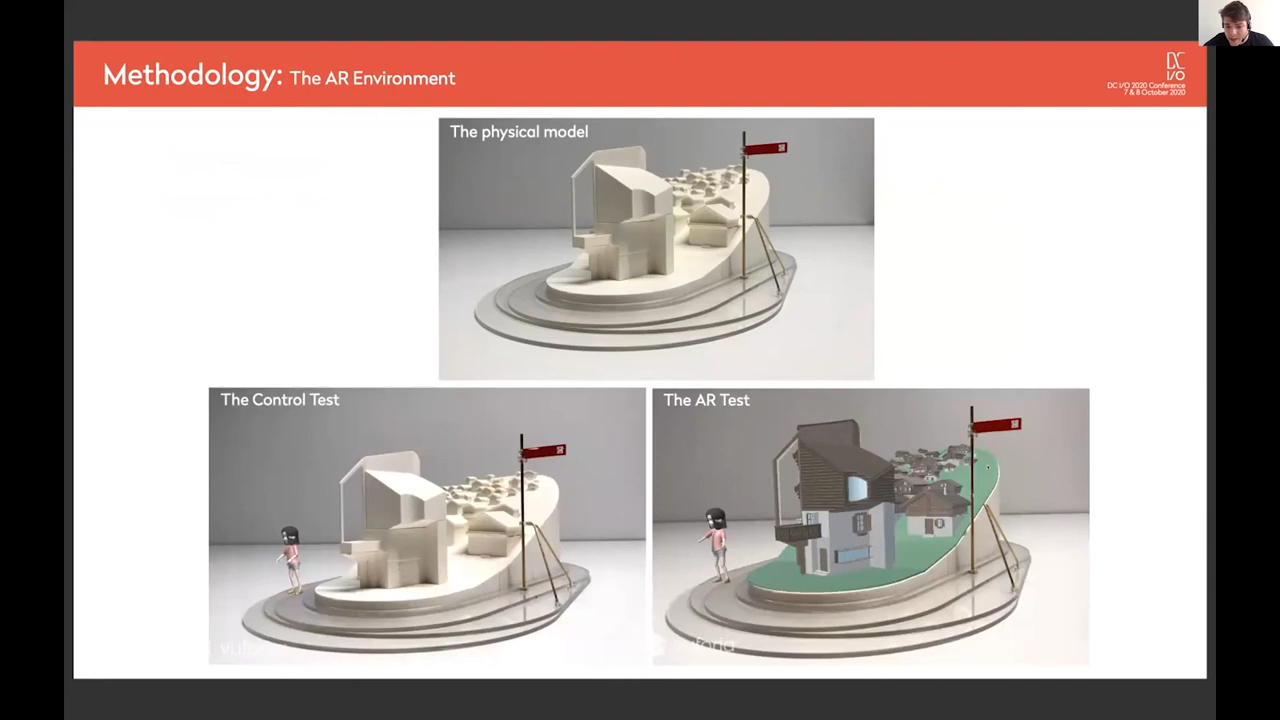 Methodology: The AR Environment
DC
I/O
DC I/O 2020 Conference
7 & 8 October 2020
The physical model
The Control Test
The AR Test
vuforia